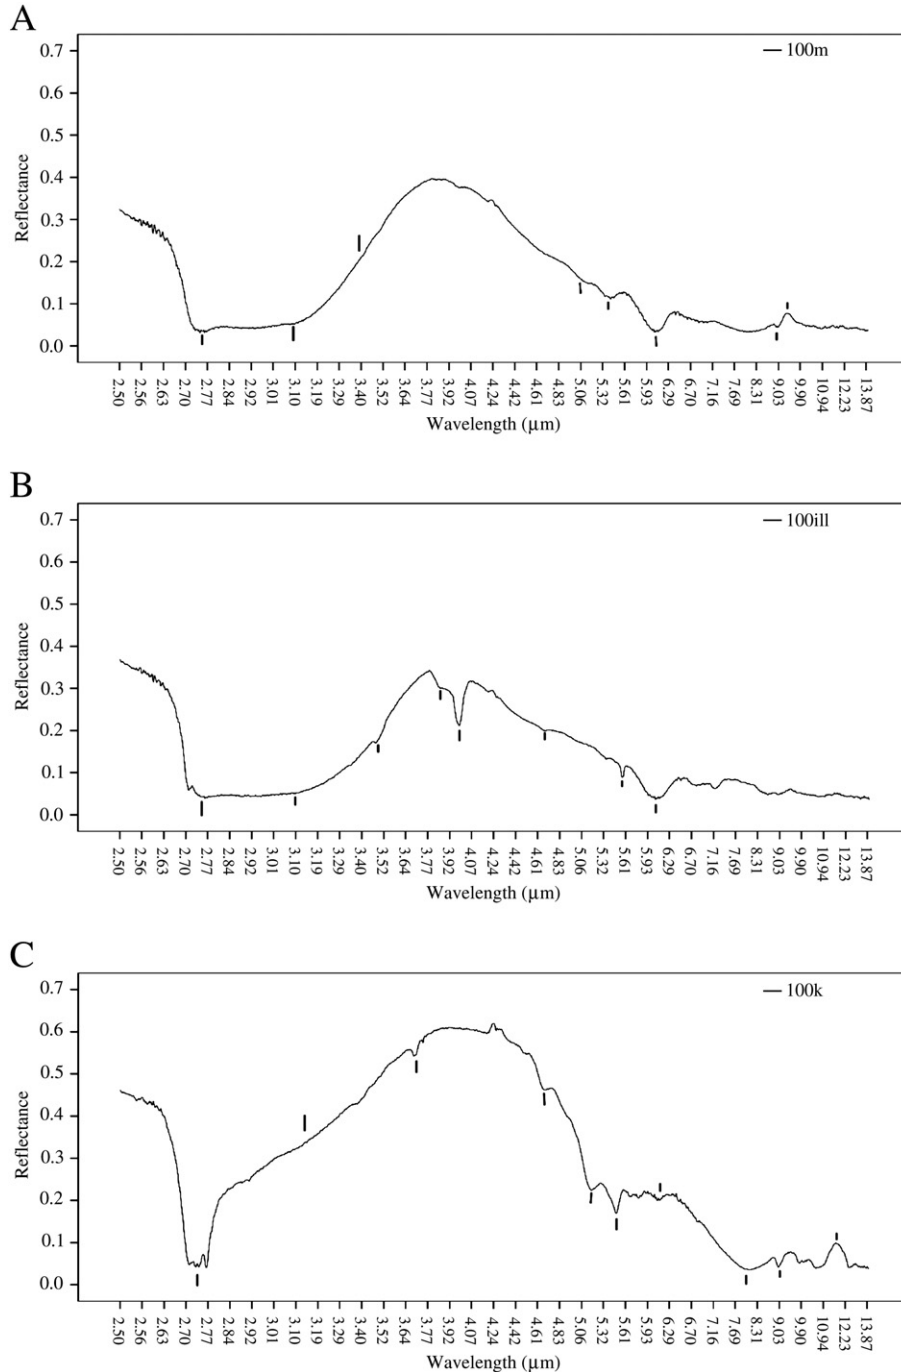 A
100m
0.7
0.6
0.5
0.4
0.3
0.2
0.1
0.0
Reflectance
2.50 2.56 2.63 2.70 2.77 2.84 2.92 3.01 3.10 3.19 3.29 3.40 3.52 3.64 3.77 3.92 4.07 4.24 4.42 4.61 4.83 5.06 5.32 5.61 5.93 6.29 6.70 7.16 7.69 8.31 9.03 9.90 10.94 12.23 13.87
Wavelength (μm)
B
100ill
0.7
0.6
0.5
0.4
0.3
0.2
0.1
0.0
Reflectance
2.50 2.56 2.63 2.70 2.77 2.84 2.92 3.01 3.10 3.19 3.29 3.40 3.52 3.64 3.77 3.92 4.07 4.24 4.42 4.61 4.83 5.06 5.32 5.61 5.93 6.29 6.70 7.16 7.69 8.31 9.03 9.90 10.94 12.23 13.87
Wavelength (μm)
C
100k
0.7
0.6
0.5
0.4
0.3
0.2
0.1
0.0
Reflectance
2.50 2.56 2.63 2.70 2.77 2.84 2.92 3.01 3.10 3.19 3.29 3.40 3.52 3.64 3.77 3.92 4.07 4.24 4.42 4.61 4.83 5.06 5.32 5.61 5.93 6.29 6.70 7.16 7.69 8.31 9.03 9.90 10.94 12.23 13.87
Wavelength (μm)